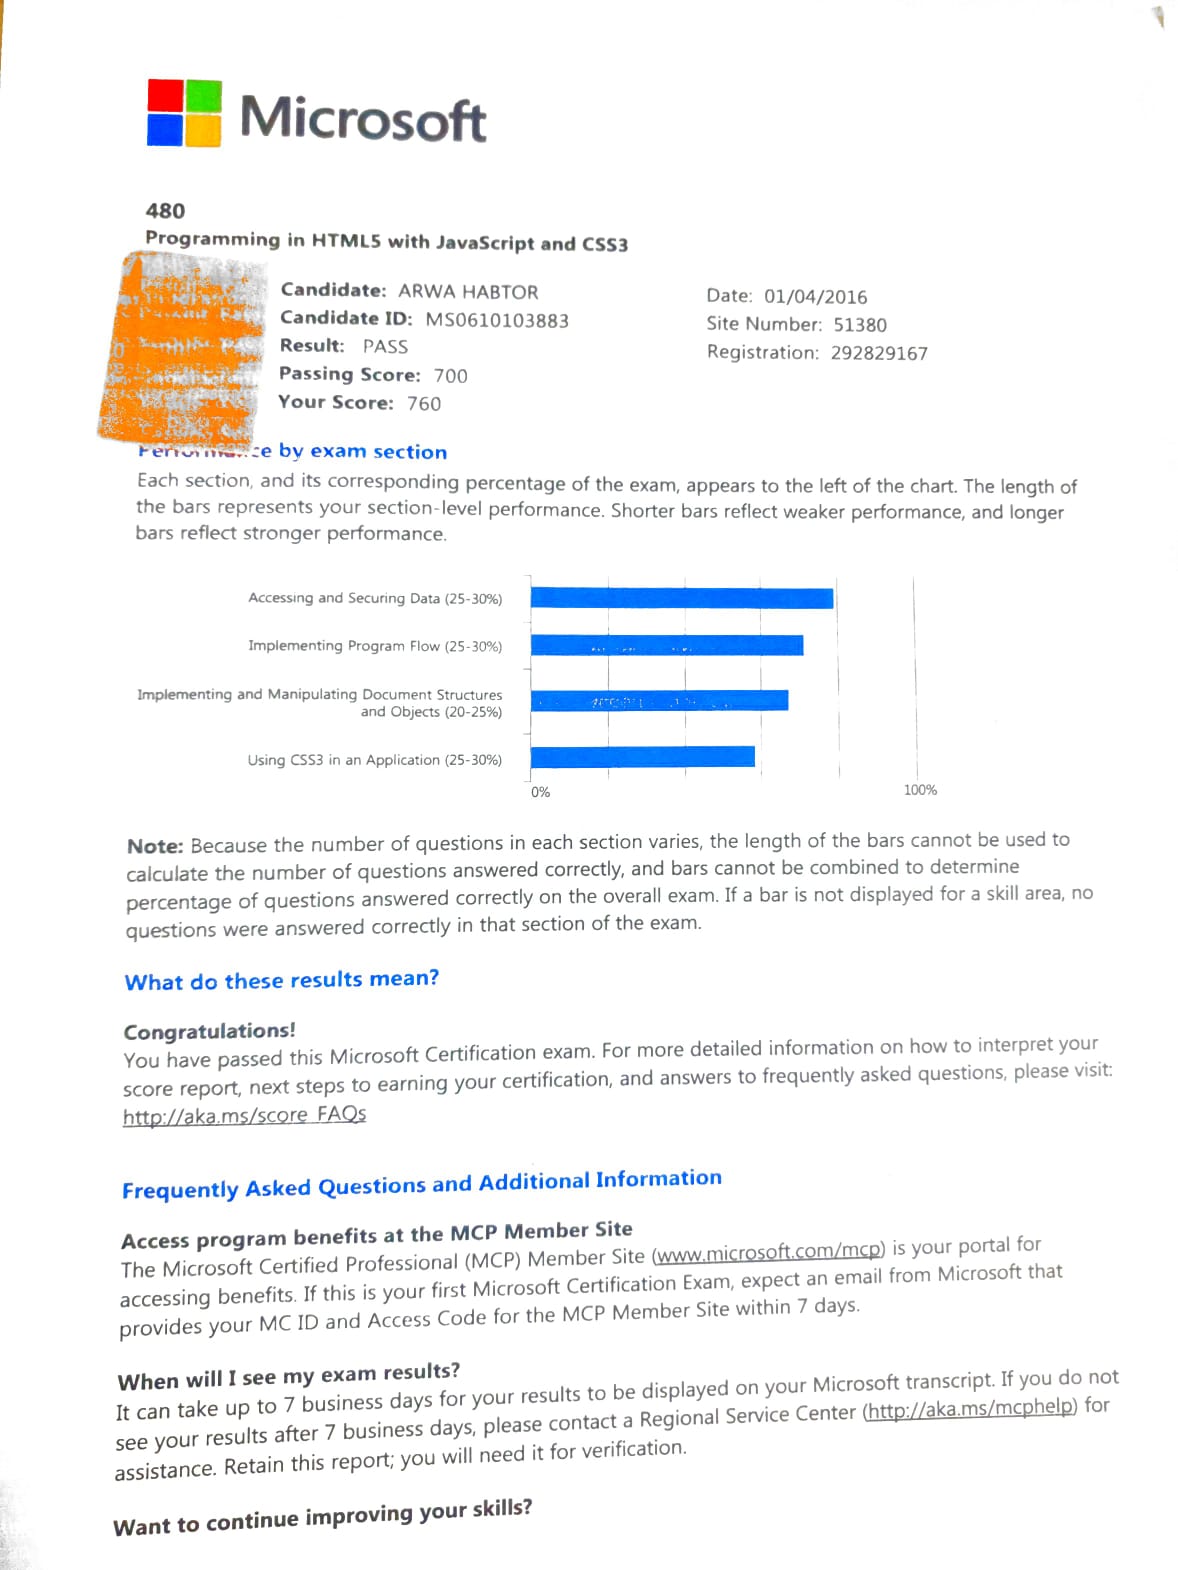 Microsoft
480
Programming in HTML5 with JavaScript and CSS3
Candidate: ARWA HABTOR
Candidate ID: MS0610103883
Result: PASS
Passing Score: 700
Your Score: 760
Date: 01/04/2016
Site Number: 51380
Registration: 292829167
by exam section
Each section, and its corresponding percentage of the exam, appears to the left of the chart. The length of
the bars represents your section-level performance. Shorter bars reflect weaker performance, and longer
bars reflect stronger performance.
Accessing and Securing Data (25-30%)
Implementing Program Flow (25-30%)
Implementing and Manipulating Document Structures
and Objects (20-25%)
Using CSS3 in an Application (25-30%)
0% 100%
Note: Because the number of questions in each section varies, the length of the bars cannot be used to
calculate the number of questions answered correctly, and bars cannot be combined to determine
percentage of questions answered correctly on the overall exam. If a bar is not displayed for a skill area, no
questions were answered correctly in that section of the exam.
What do these results mean?
Congratulations!
You have passed this Microsoft Certification exam. For more detailed information on how to interpret your
score report, next steps to earning your certification, and answers to frequently asked questions, please visit:
http://aka.ms/score_FAQs
Frequently Asked Questions and Additional Information
Access program benefits at the MCP Member Site
The Microsoft Certified Professional (MCP) Member Site (www.microsoft.com/mcp) is your portal for
accessing benefits. If this is your first Microsoft Certification Exam, expect an email from Microsoft that
provides your MC ID and Access Code for the MCP Member Site within 7 days.
When will I see my exam results?
It can take up to 7 business days for your results to be displayed on your Microsoft transcript. If you do not
see your results after 7 business days, please contact a Regional Service Center (http://aka.ms/mcphelp) for
assistance. Retain this report; you will need it for verification.
Want to continue improving your skills?